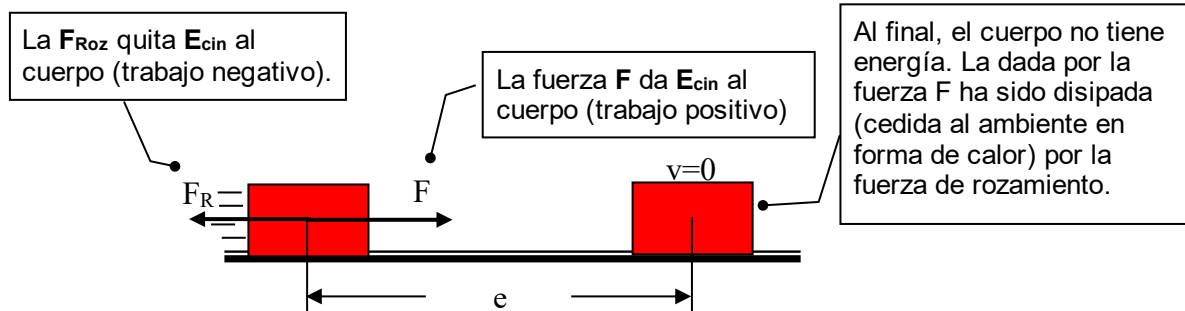 La FRoz quita Ecin al
cuerpo (trabajo negativo).
La fuerza F da Ecin al
cuerpo (trabajo positivo)
Al final, el cuerpo no tiene
energía. La dada por la
fuerza F ha sido disipada
(cedida al ambiente en
forma de calor) por la
fuerza de rozamiento.
FR
F
v=0
e